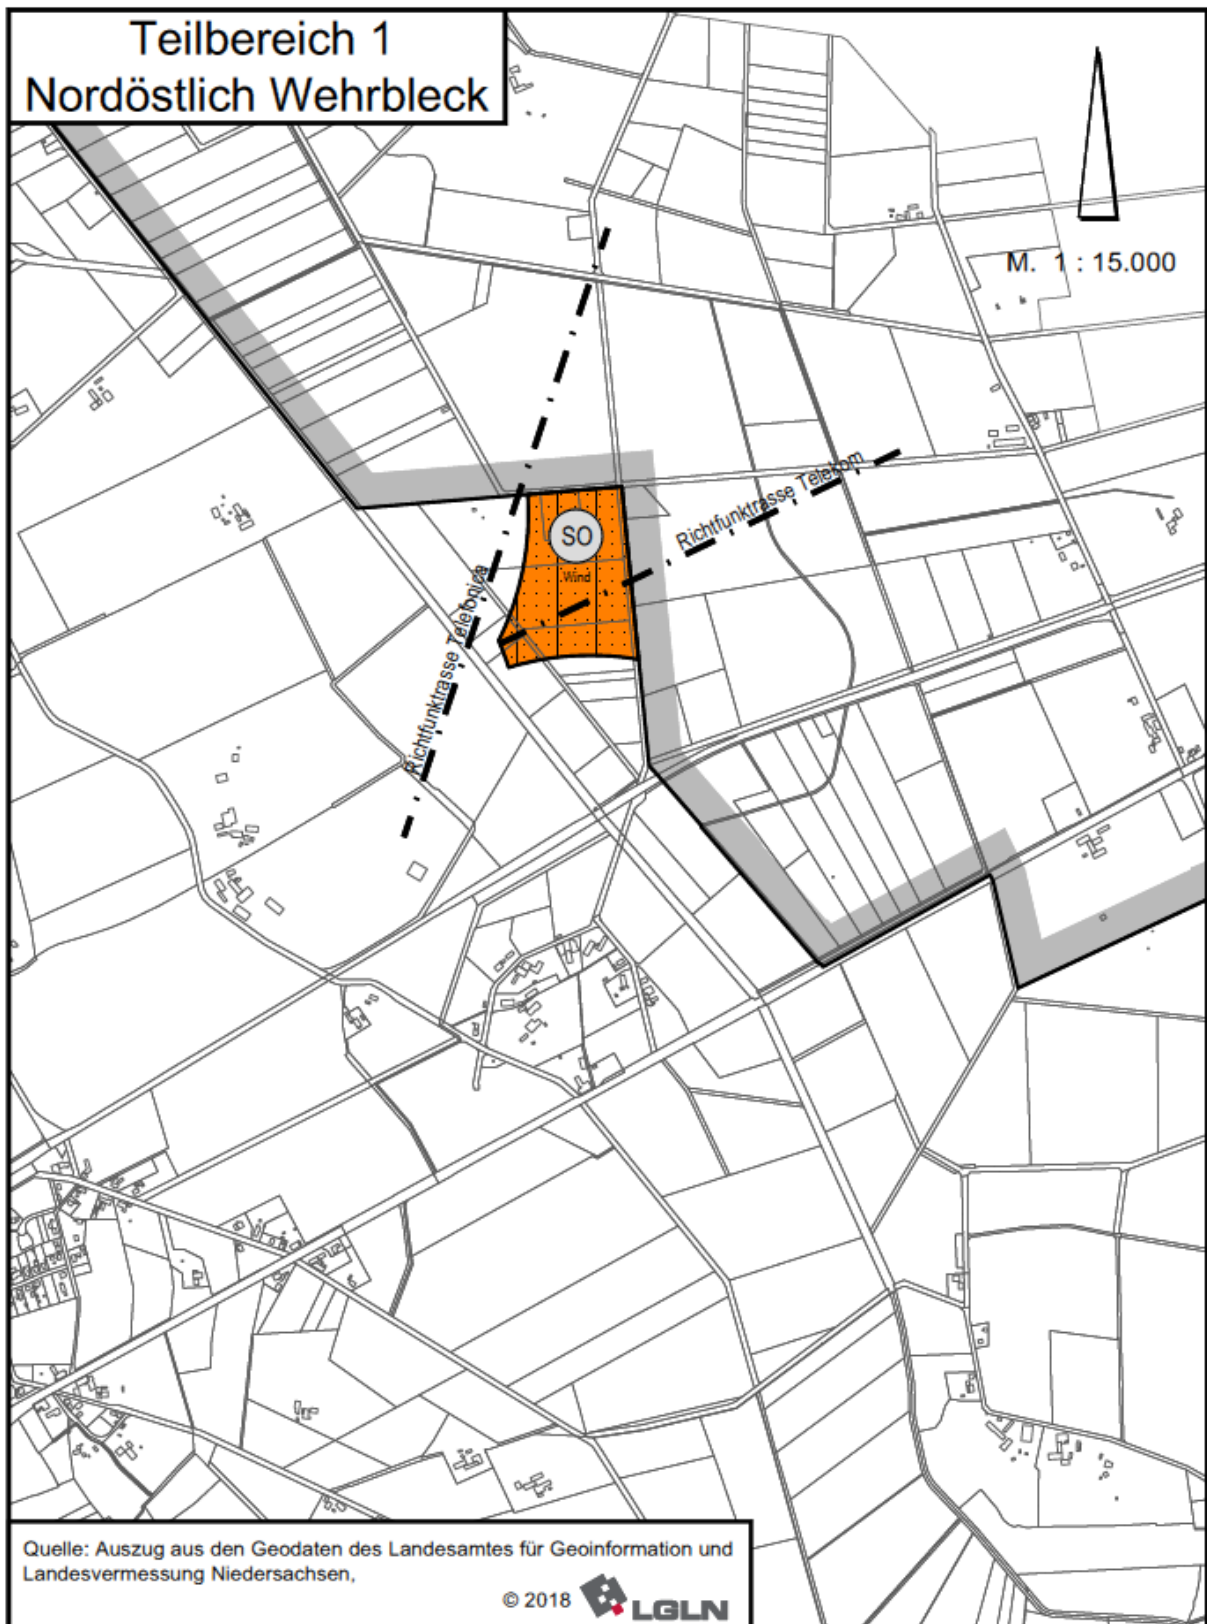 Teilbereich 1
Nordöstlich Wehrbleck
M. 1 : 15.000
Richtfunktrasse Telekom
SO
Wind
Richtfunktrasse Telefonica
Quelle: Auszug aus den Geodaten des Landesamtes für Geoinformation und
Landesvermessung Niedersachsen,
© 2018 LGLN